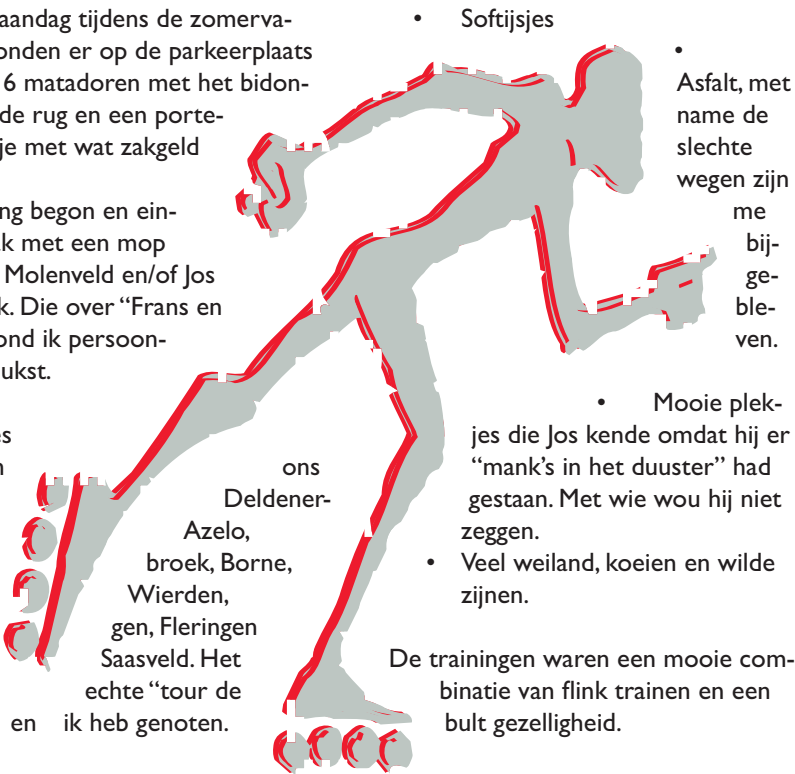 aandag tijdens de zomerva-
onden er op de parkeerplaats
6 matadoren met het bidon-
de rug en een porte-
je met wat zakgeld
ng begon en ein-
k met een mop
Molenveld en/of Jos
k. Die over “Frans en
ond ik persoon-
ukst.
es
n
ons
Deldener-
Azelo,
broek, Borne,
Wierden,
gen, Fleringen
Saasveld. Het
echte “tour de
en ik heb genoten.
• Softijsjes
•
Asfalt, met
name de
slechte
wegen zijn
me
bij-
ge-
ble-
ven.
• Mooie plek-
jes die Jos kende omdat hij er
“mank’s in het duuster” had
gestaan. Met wie wou hij niet
zeggen.
• Veel weiland, koeien en wilde
zijnen.
De trainingen waren een mooie com-
binatie van flink trainen en een
bult gezelligheid.